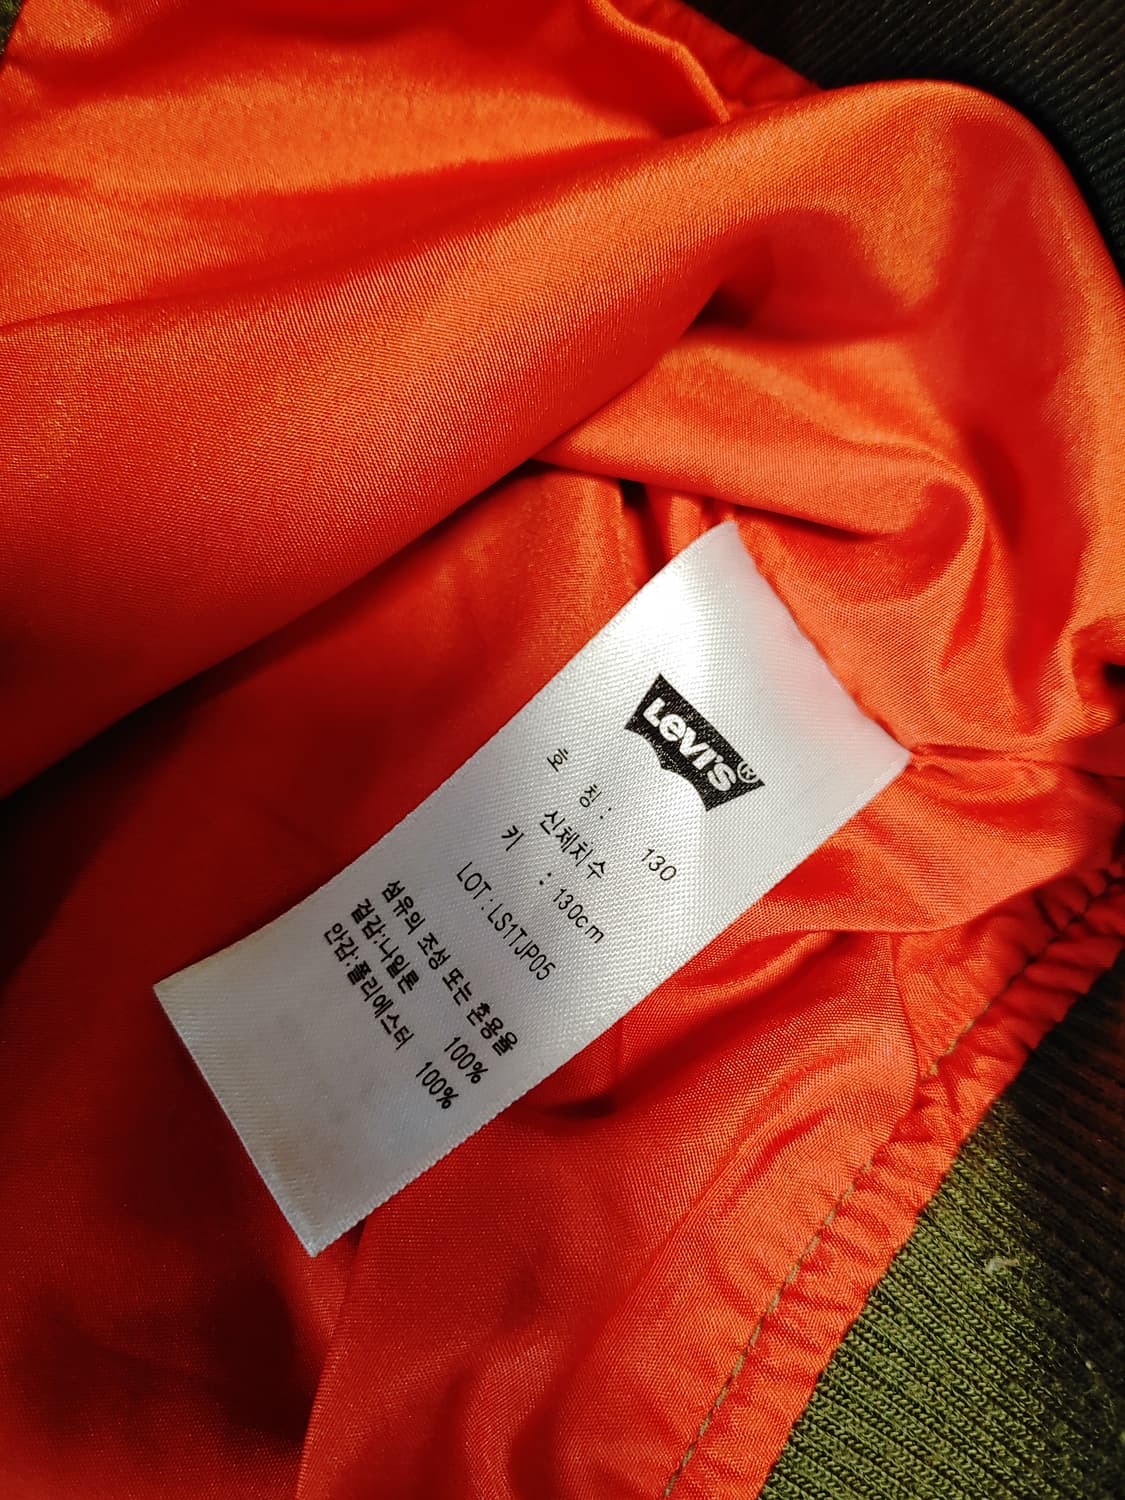 Levi's®
호 칭 : 130
신체치수
키 : 130cm
LOT : LS1TJP05
섬유의 조성 또는 혼용율
겉감:나일론 100%
안감:폴리에스터 100%